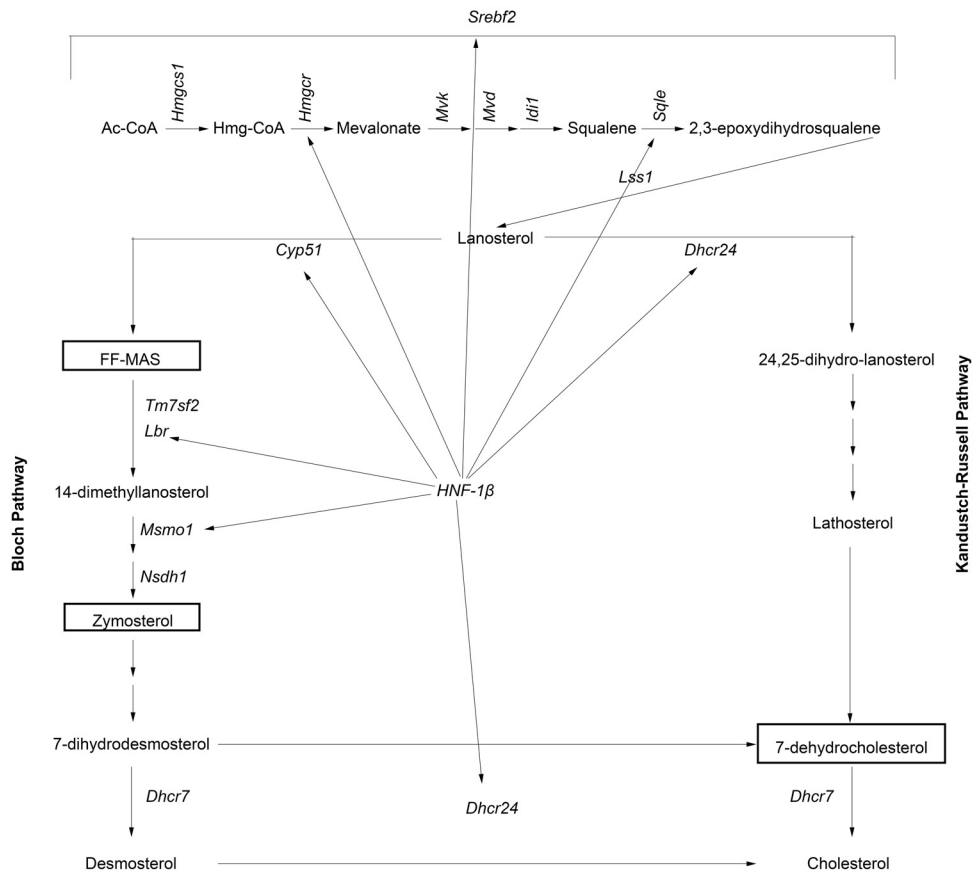 Srebf2
Hmgcs1
Hmgcr
Mvk
Mvd
Idi1
Sqle
Ac-CoA
Hmg-CoA
Mevalonate
Squalene
2,3-epoxydihydrosqualene
Lss1
Lanosterol
Cyp51
Dhcr24
FF-MAS
24,25-dihydro-lanosterol
Tm7sf2
Lbr
14-dimethyllanosterol
HNF-1β
Msmo1
Lathosterol
Nsdh1
Zymosterol
Bloch Pathway
Kandustch-Russell Pathway
7-dihydrodesmosterol
7-dehydrocholesterol
Dhcr7
Dhcr24
Dhcr7
Desmosterol
Cholesterol